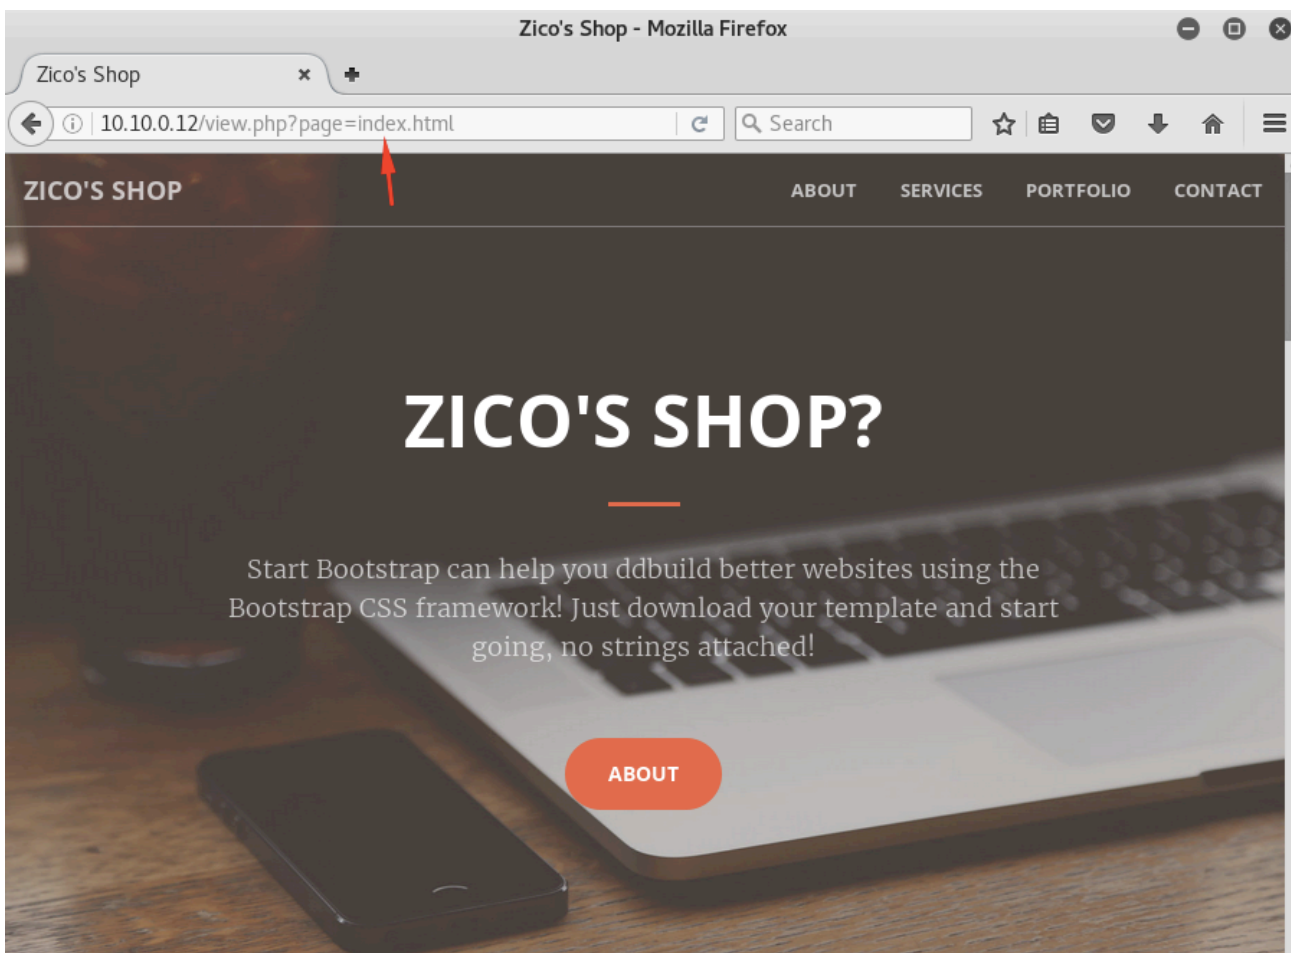 Zico's Shop - Mozilla Firefox
Zico's Shop
10.10.0.12/view.php?page=index.html
Search
ZICO'S SHOP
ABOUT SERVICES PORTFOLIO CONTACT
ZICO'S SHOP?
Start Bootstrap can help you ddbuild better websites using the
Bootstrap CSS framework! Just download your template and start
going, no strings attached!
ABOUT